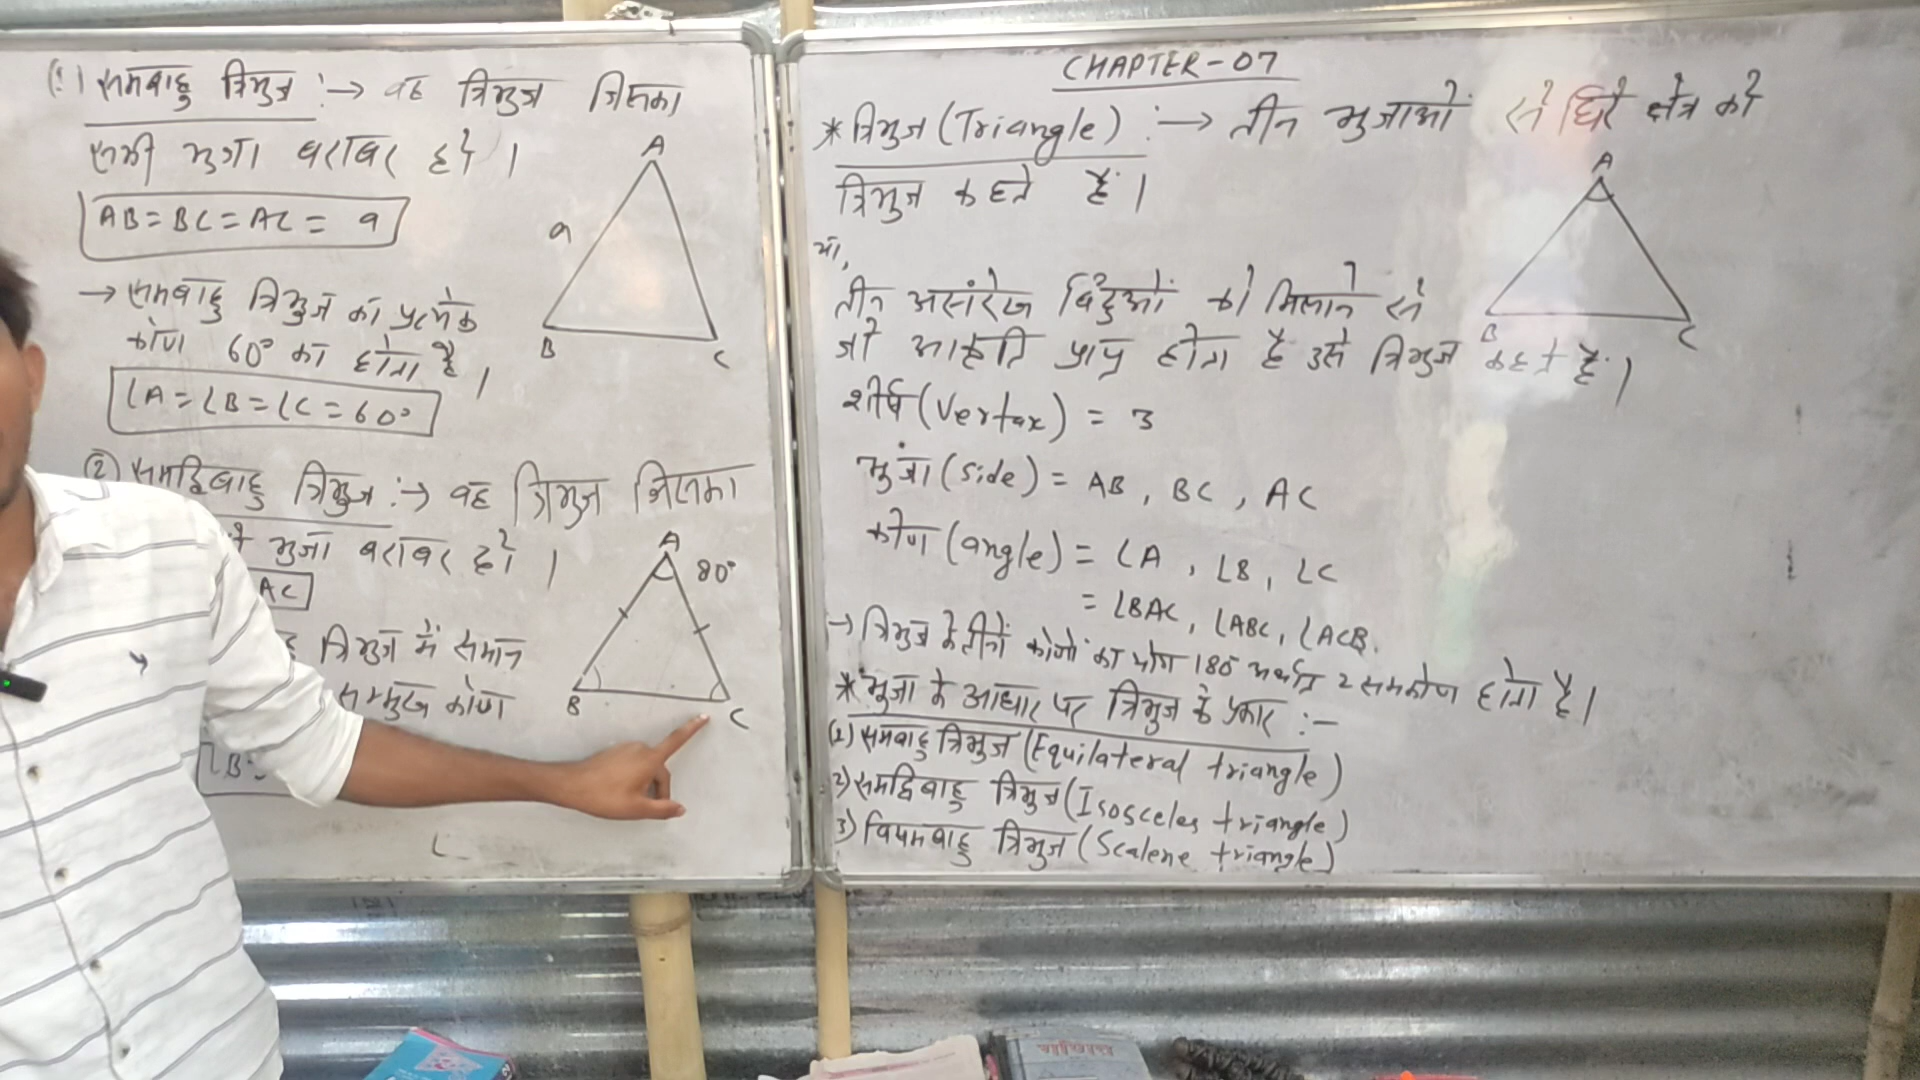 (1) समबाहु त्रिभुज :→ वह त्रिभुज जिसका
सभी भुजा बराबर हो।
AB = BC = AC = a
A
a
B
C
→ समबाहु त्रिभुज का प्रत्येक
कोण 60° का होता है।
∠A = ∠B = ∠C = 60°
(2) समद्विबाहु त्रिभुज :→ वह त्रिभुज जिसका
भुजा बराबर हो।
AC
त्रिभुज में समान
सम्मुख कोण
∠B =
A
80°
B
C
CHAPTER-07
* त्रिभुज (Triangle) :→ तीन भुजाओं से घिरे क्षेत्र को
त्रिभुज कहते हैं।
A
B
C
या,
तीन असंरेख बिंदुओं को मिलाने से
जो आकृति प्राप्त होता है उसे त्रिभुज कहते हैं।
शीर्ष (Vertax) = 3
भुजा (side) = AB, BC, AC
कोण (angle) = ∠A, ∠B, ∠C
= ∠BAC, ∠ABC, ∠ACB.
→ त्रिभुज के तीनों कोणों का योग 180° अर्थात 2 समकोण होता है।
* भुजा के आधार पर त्रिभुज के प्रकार :-
(1) समबाहु त्रिभुज (Equilateral triangle)
2) समद्विबाहु त्रिभुज (Isosceles triangle)
3) विषमबाहु त्रिभुज (Scalene triangle)